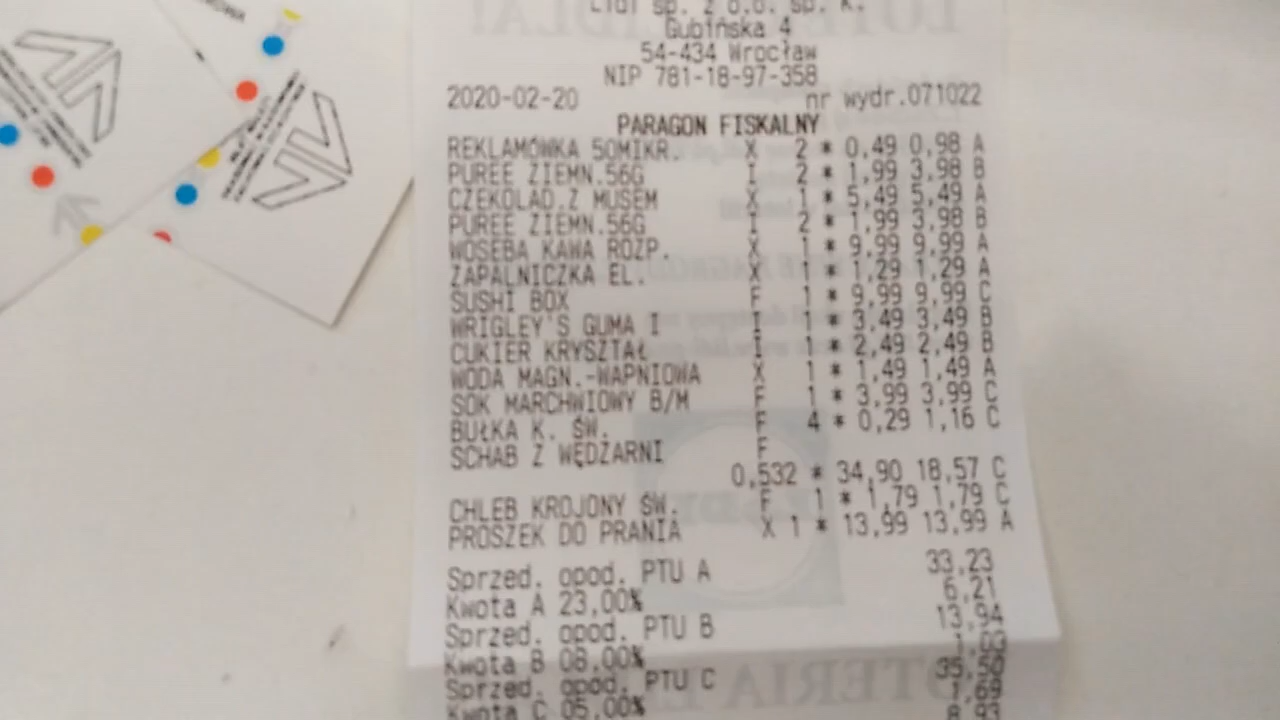 Lidl sp. z o.o. sp. k.
Gubińska 4
54-434 Wrocław
NIP 781-18-97-358
2020-02-20 nr wydr.071022
PARAGON FISKALNY
REKLAMÓWKA 50MIKR. X 2 * 0,49 0,98 A
PUREE ZIEMN.56G I 2 * 1,99 3,98 B
CZEKOLAD.Z MUSEM X 1 * 5,49 5,49 A
PUREE ZIEMN.56G I 2 * 1,99 3,98 B
WOSEBA KAWA ROZP. X 1 * 9,99 9,99 A
ZAPALNICZKA EL. X 1 * 1,29 1,29 A
SUSHI BOX F 1 * 9,99 9,99 C
WRIGLEY'S GUMA I I 1 * 3,49 3,49 B
CUKIER KRYSZTAŁ I 1 * 2,49 2,49 B
WODA MAGN.-WAPNIOWA X 1 * 1,49 1,49 A
SOK MARCHWIOWY B/M F 1 * 3,99 3,99 C
BUŁKA K. ŚW. F 4 * 0,29 1,16 C
SCHAB Z WĘDZARNI F
0,532 * 34,90 18,57 C
CHLEB KROJONY ŚW. F 1 * 1,79 1,79 C
PROSZEK DO PRANIA X 1 * 13,99 13,99 A
Sprzed. opod. PTU A 33,23
Kwota A 23,00% 6,21
Sprzed. opod. PTU B 13,94
Kwota B 08,00% 1,03
Sprzed. opod. PTU C 35,50
Kwota C 05,00% 1,69
8,93